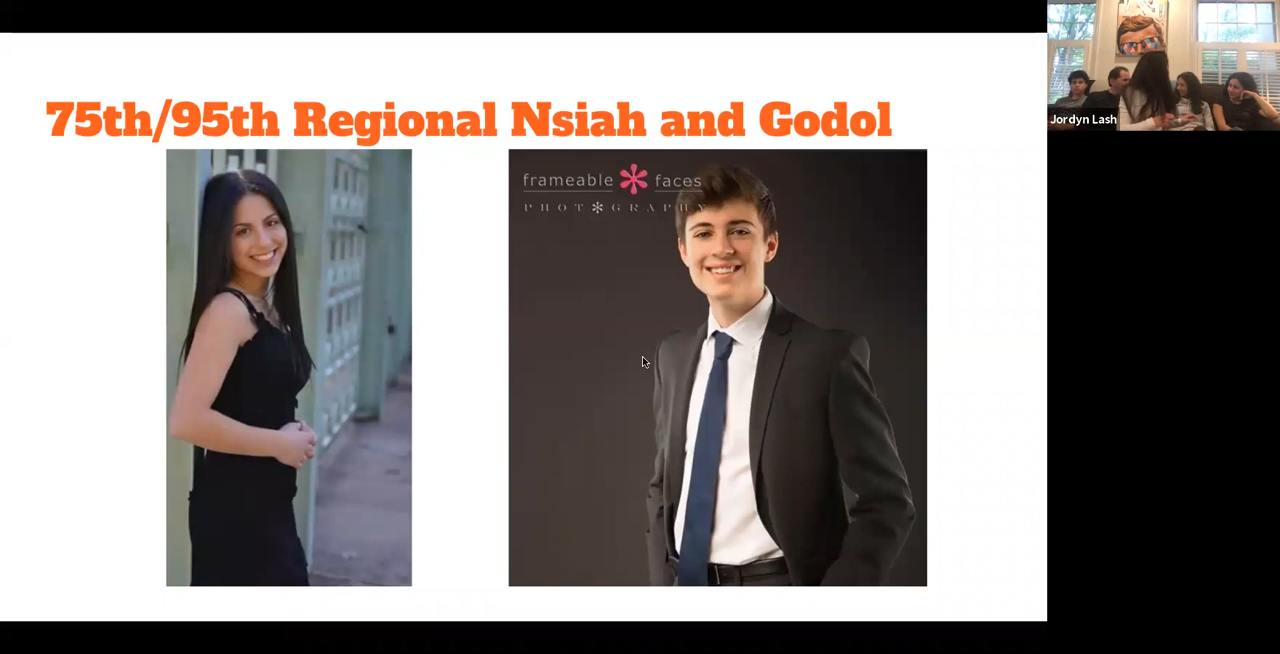 75th/95th Regional Nsiah and Godol
frameable faces
PHOTOGRAPHY
Jordyn Lash